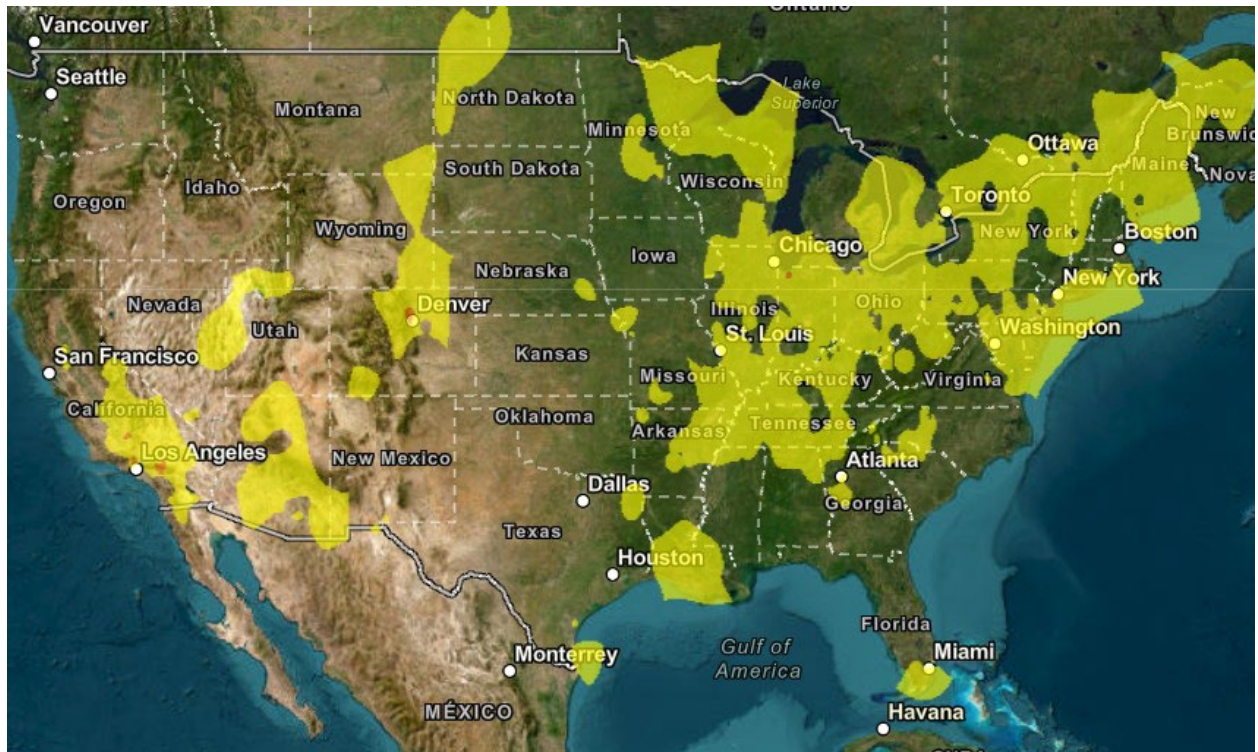 Ontario
Vancouver
Seattle
Montana
North Dakota
Lake
Superior
Minnesota
Ottawa
New
Brunswick
Maine
South Dakota
Idaho
Oregon
Wisconsin
Toronto
Nova
Wyoming
New York
Boston
Chicago
Iowa
Nebraska
Nevada
Denver
Illinois
Ohio
New York
Utah
St. Louis
Washington
San Francisco
Kansas
Missouri
Kentucky
Virginia
California
Oklahoma
Arkansas
Tennessee
Los Angeles
New Mexico
Atlanta
Dallas
Georgia
Texas
Houston
Florida
Gulf of
America
Miami
Monterrey
MÉXICO
Havana